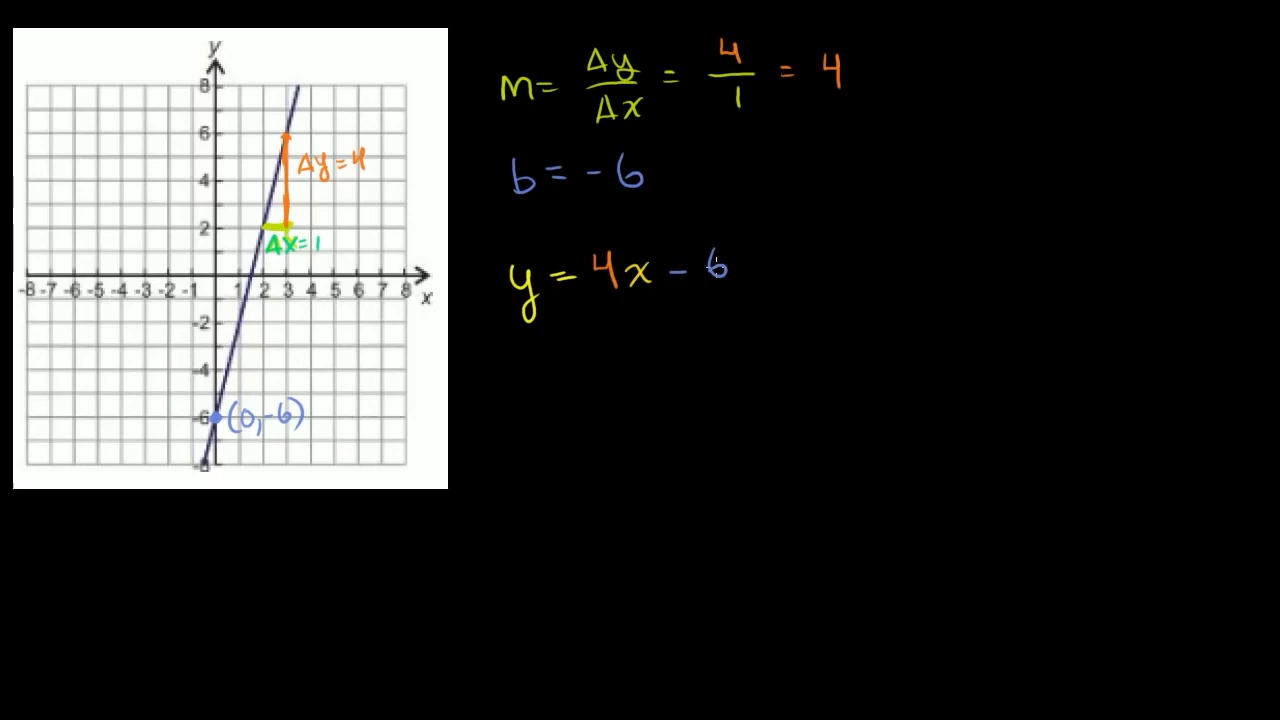 y
8
6
Δy=4
4
2
Δx=1
-8 -7 -6 -5 -4 -3 -2 -1 1 2 3 4 5 6 7 8 x
-2
-4
-6 (0,-6)
-8
m = Δy/Δx = 4/1 = 4
b = -6
y = 4x - 6